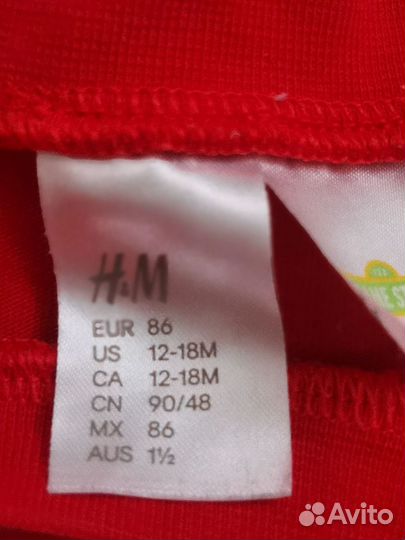 H&M
EUR 86
US 12-18M
CA 12-18M
CN 90/48
MX 86
AUS 1½
Avito